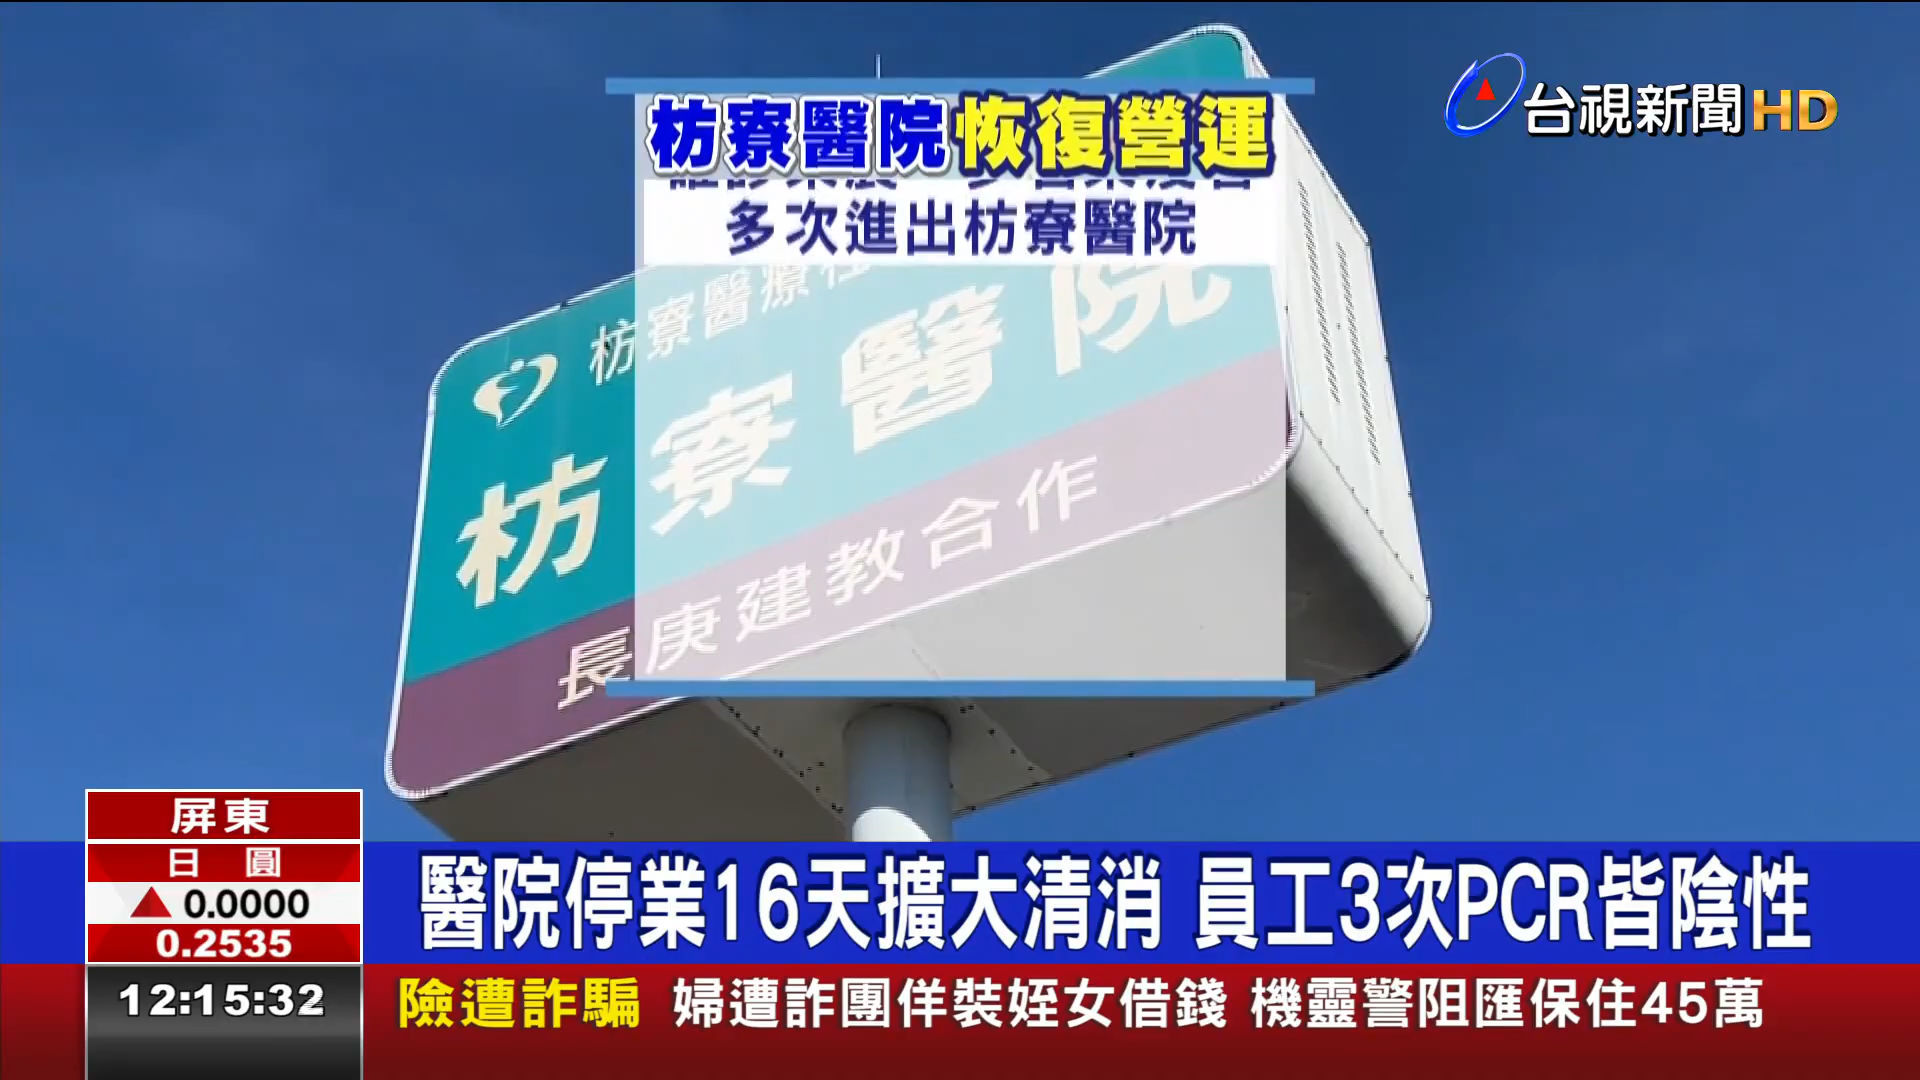 台視新聞HD
枋寮醫院恢復營運
多次進出枋寮醫院
枋寮醫療社
枋寮醫院
長庚建教合作
屏東
日圓
0.0000
0.2535
12:15:32
醫院停業16天擴大清消 員工3次PCR皆陰性
險遭詐騙 婦遭詐團佯裝姪女借錢 機靈警阻匯保住45萬